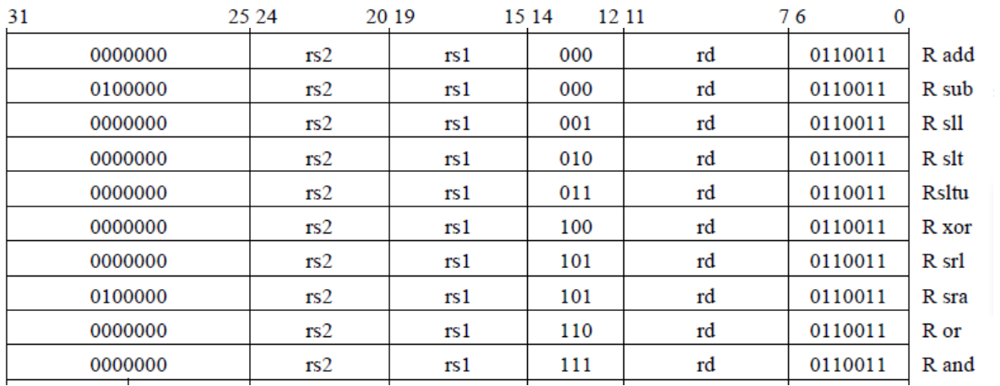 31 25 24 20 19 15 14 12 11 7 6 0
0000000 rs2 rs1 000 rd 0110011 R add
0100000 rs2 rs1 000 rd 0110011 R sub
0000000 rs2 rs1 001 rd 0110011 R sll
0000000 rs2 rs1 010 rd 0110011 R slt
0000000 rs2 rs1 011 rd 0110011 Rsltu
0000000 rs2 rs1 100 rd 0110011 R xor
0000000 rs2 rs1 101 rd 0110011 R srl
0100000 rs2 rs1 101 rd 0110011 R sra
0000000 rs2 rs1 110 rd 0110011 R or
0000000 rs2 rs1 111 rd 0110011 R and